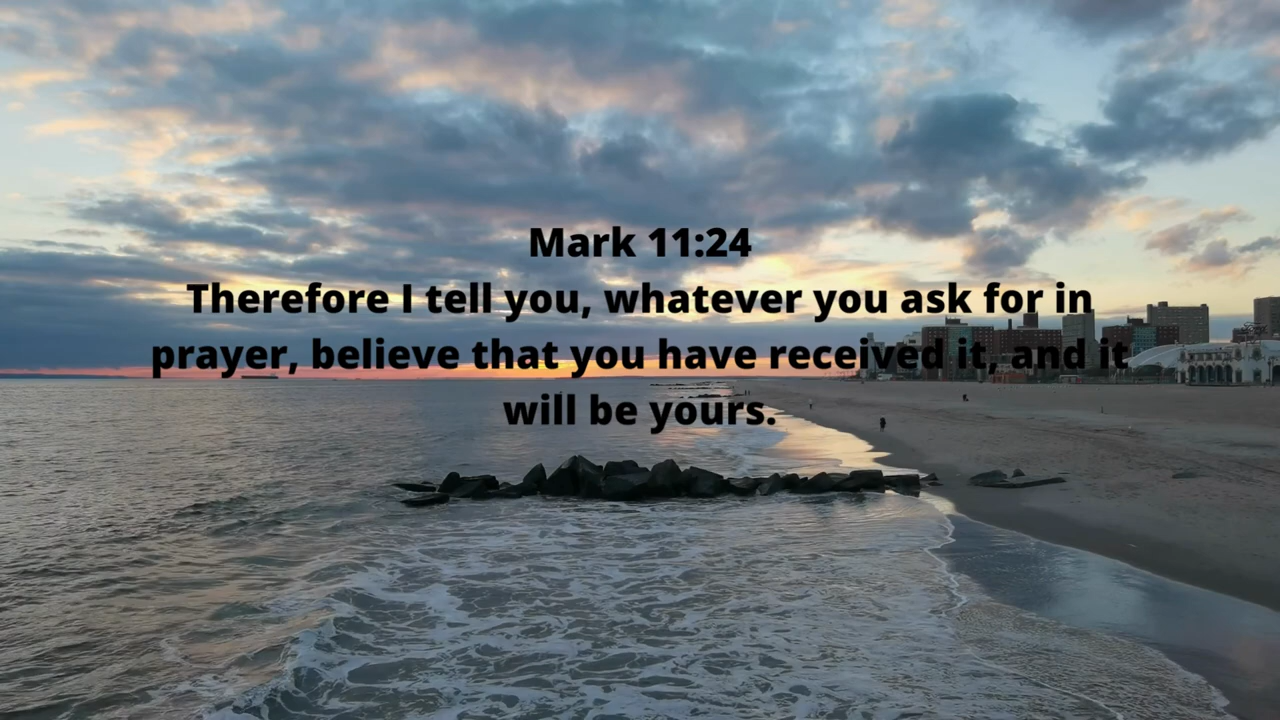 Mark 11:24
Therefore I tell you, whatever you ask for in
prayer, believe that you have received it, and it
will be yours.